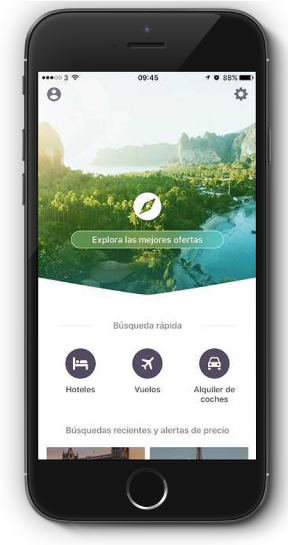 3 09:45 88%
Explora las mejores ofertas
Búsqueda rápida
Hoteles Vuelos Alquiler de
coches
Búsquedas recientes y alertas de precio